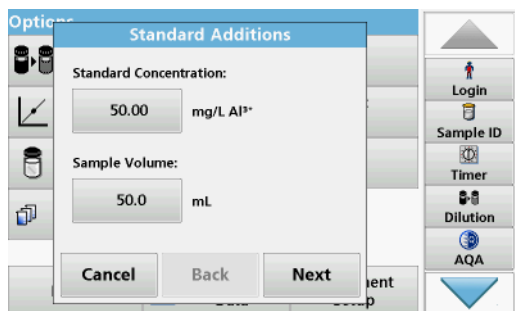 Options
Standard Additions
Standard Concentration:
50.00 mg/L Al³⁺
Sample Volume:
50.0 mL
Cancel Back Next
Login
Sample ID
Timer
Dilution
AQA